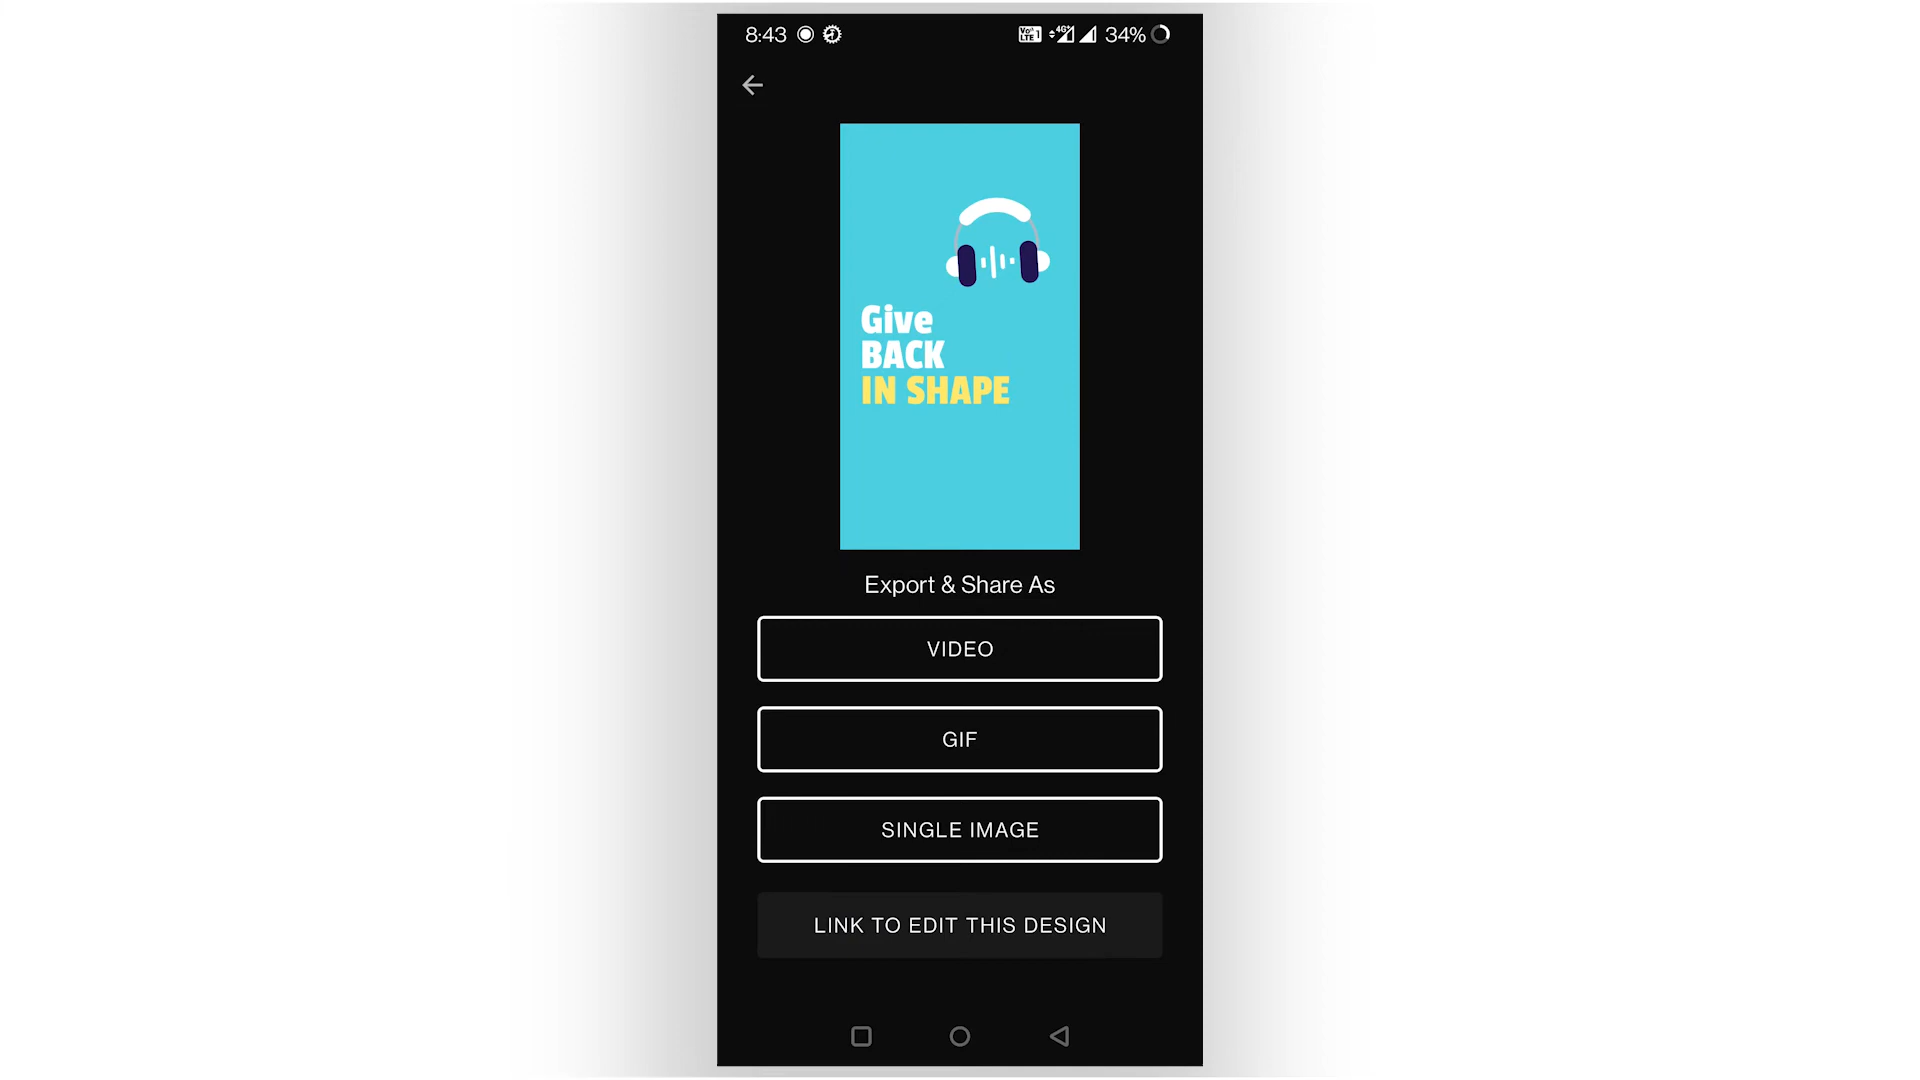 8:43 34%
Give
BACK
IN SHAPE
Export & Share As
VIDEO
GIF
SINGLE IMAGE
LINK TO EDIT THIS DESIGN